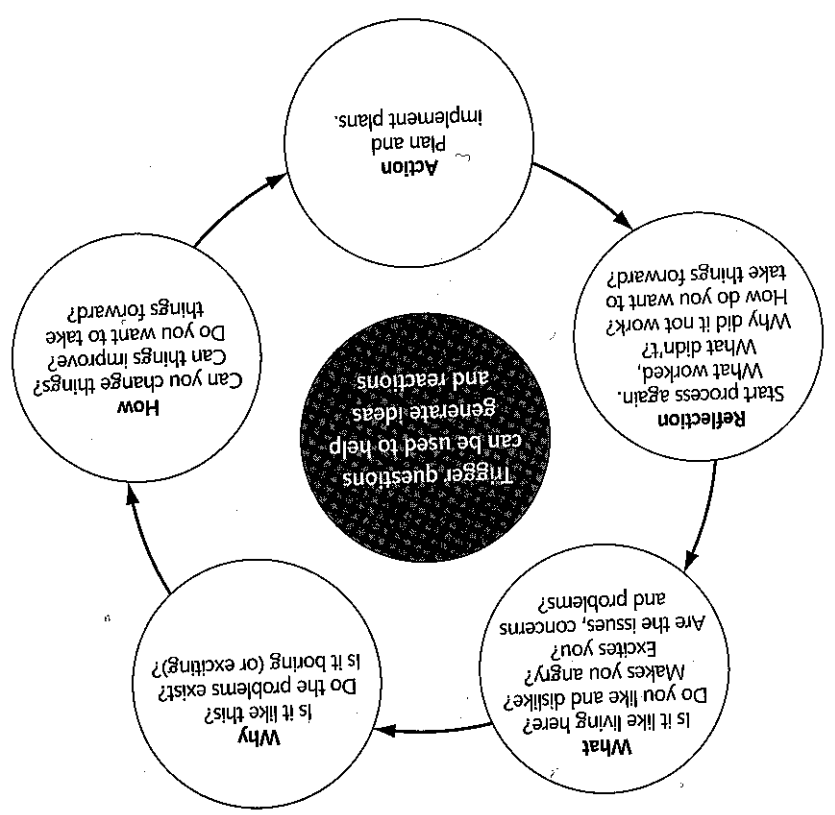 What
Is it like living here?
Do you like and dislike?
Makes you angry?
Excites you?
Are the issues, concerns
and problems?
Why
Is it like this?
Do the problems exist?
Is it boring (or exciting)?
Trigger questions
can be used to help
generate ideas
and reactions
How
Can you change things?
Can things improve?
Do you want to take
things forward?
Reflection
Start process again.
What worked,
What didn't?
Why did it not work?
How do you want to
take things forward?
Action
Plan and
implement plans.